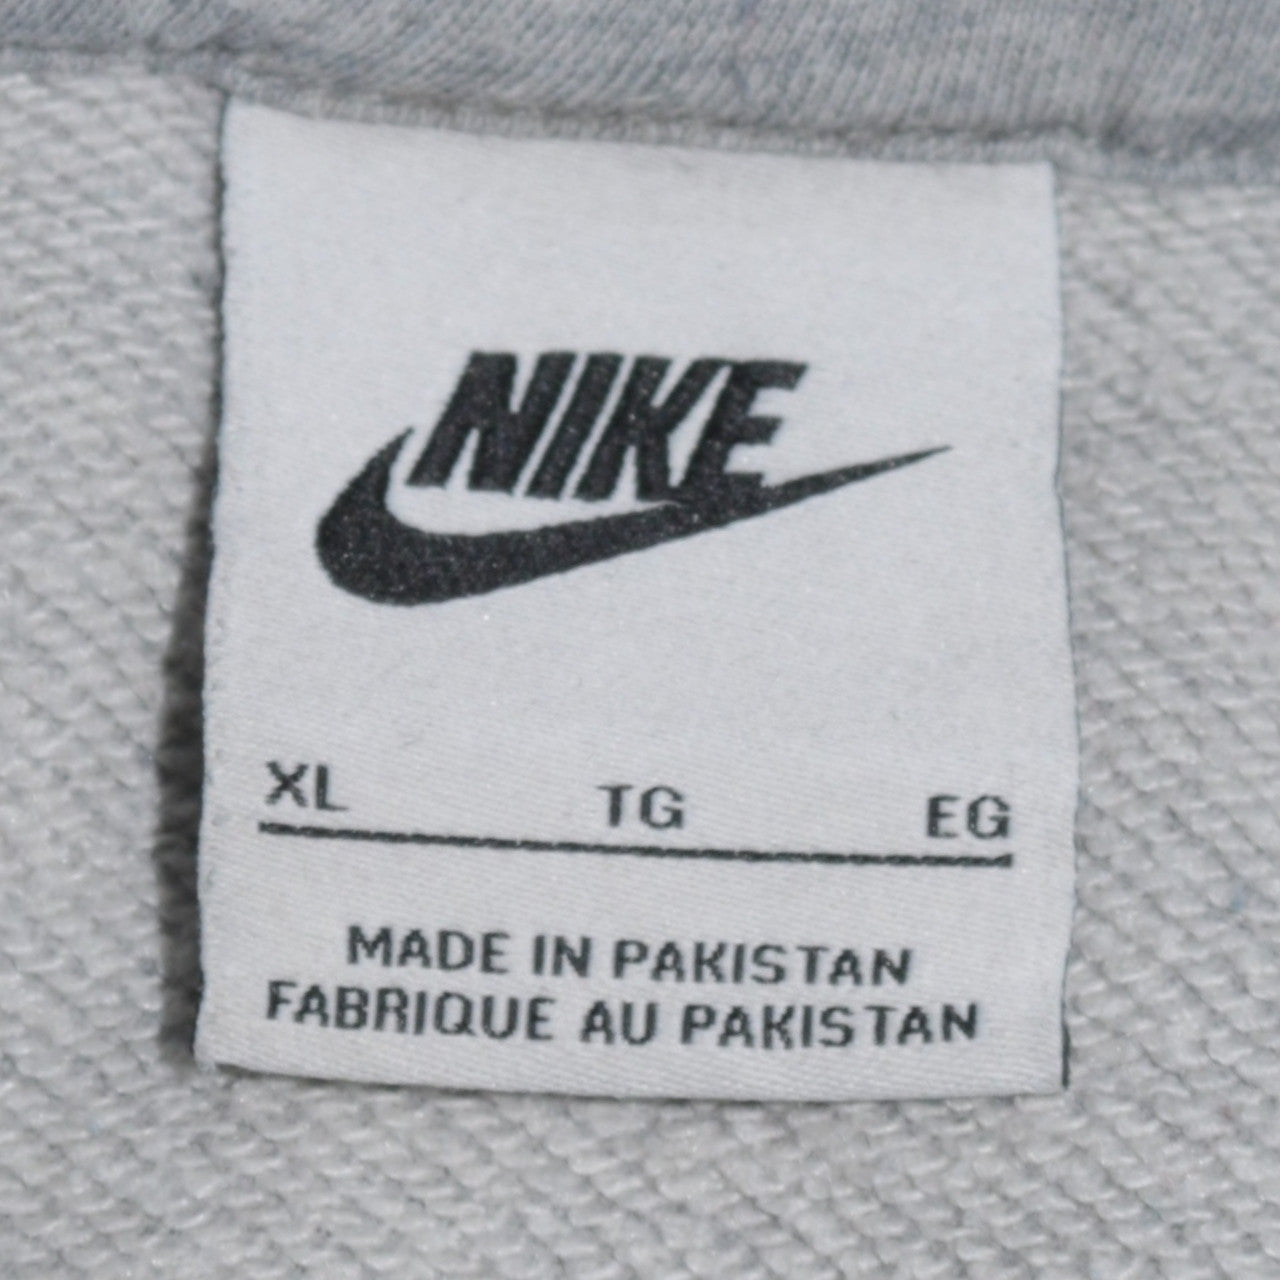 NIKE
XL TG EG
MADE IN PAKISTAN
FABRIQUE AU PAKISTAN